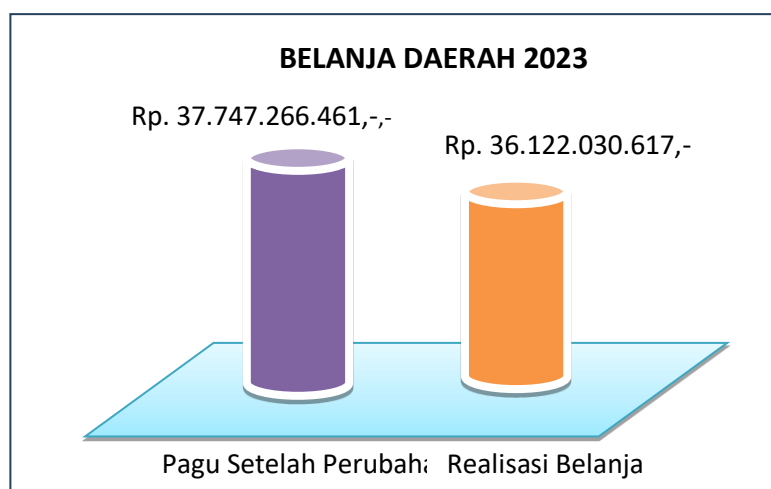 BELANJA DAERAH 2023
Rp. 37.747.266.461,-,-
Rp. 36.122.030.617,-
Pagu Setelah Perubaha
Realisasi Belanja